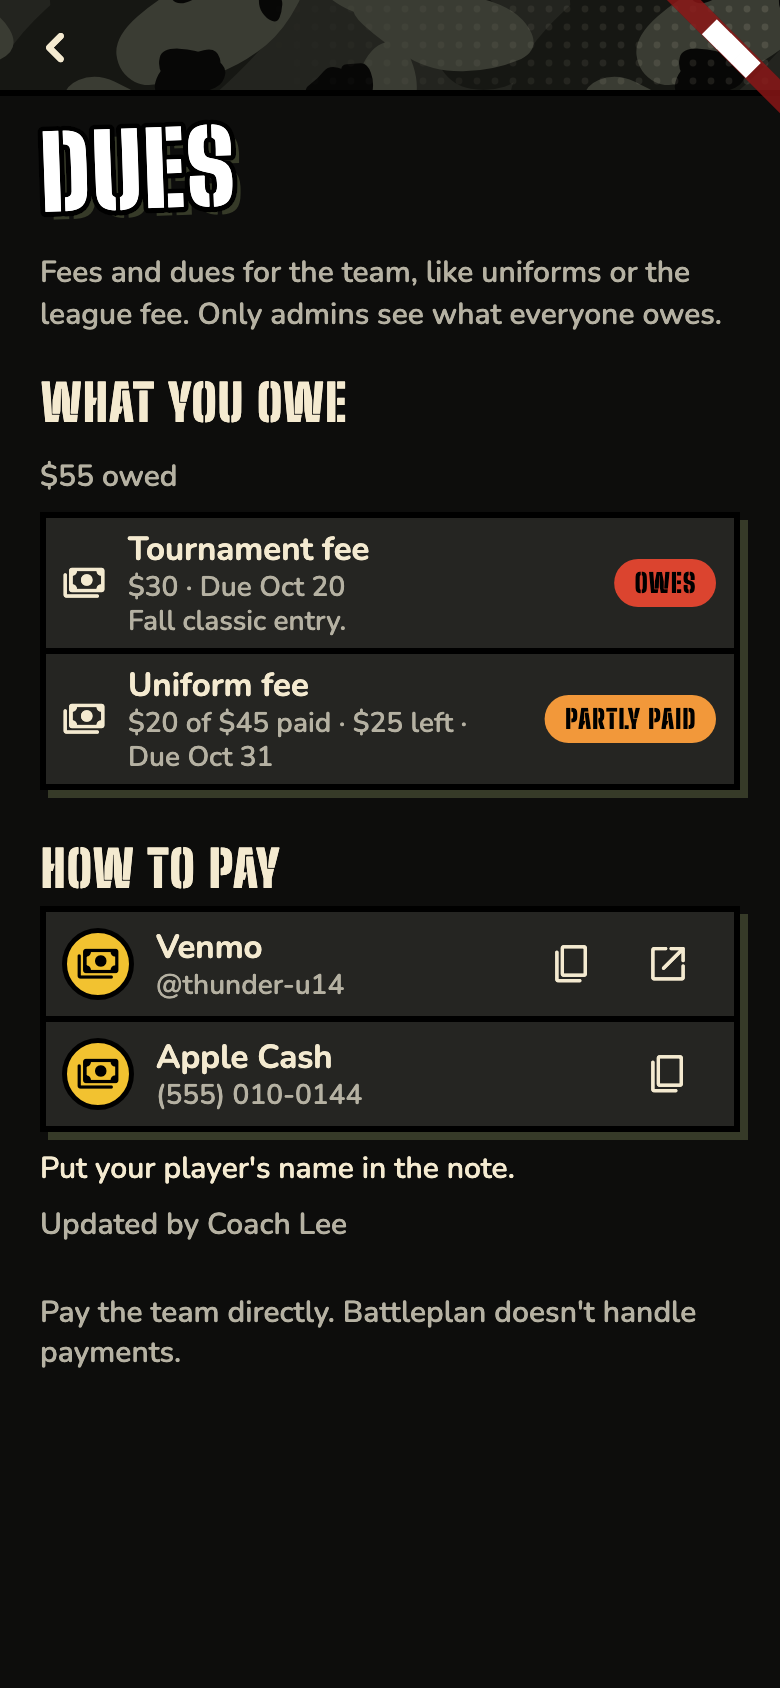 DUES
Fees and dues for the team, like uniforms or the
league fee. Only admins see what everyone owes.
WHAT YOU OWE
$55 owed
Tournament fee
$30 · Due Oct 20
Fall classic entry.
OWES
Uniform fee
$20 of $45 paid · $25 left ·
Due Oct 31
PARTLY PAID
HOW TO PAY
Venmo
@thunder-u14
Apple Cash
(555) 010-0144
Put your player's name in the note.
Updated by Coach Lee
Pay the team directly. Battleplan doesn't handle
payments.